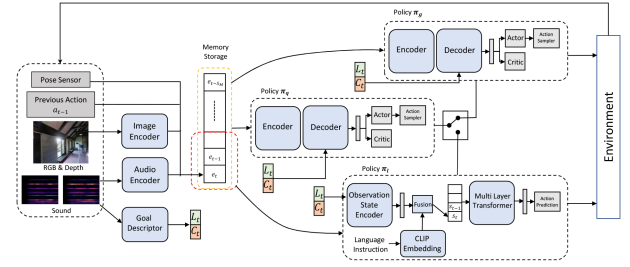 Pose Sensor
Previous Action
a_{t-1}
RGB & Depth
Sound
Image
Encoder
Audio
Encoder
Goal
Descriptor
L_t
C_t
Memory
Storage
e_{t-s_M}
e_{t-1}
e_t
Policy π_g
Encoder
Decoder
Actor
Action
Sampler
Critic
L_t
C_t
Policy π_q
Encoder
Decoder
Actor
Action
Sampler
Critic
L_t
C_t
Policy π_l
L_t
C_t
Observation
State
Encoder
Fusion
Language
Instruction
CLIP
Embedding
s_{t-1}
s_t
Multi Layer
Transformer
Action
Prediction
Environment